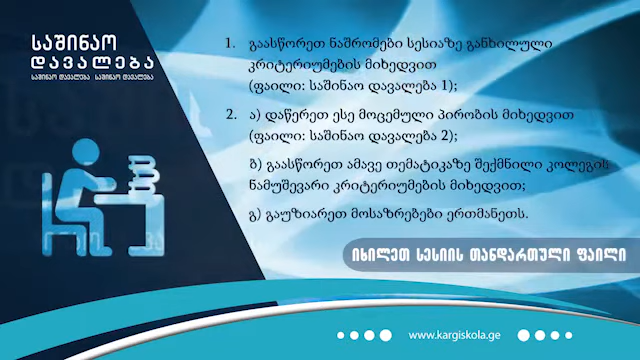 საშინაო
დავალება
საშინაო დავალება საშინაო დავალება
1. გაასწორეთ ნაშრომები სესიაზე განხილული
კრიტერიუმების მიხედვით
(ფაილი: საშინაო დავალება 1);
2. ა) დაწერეთ ესე მოცემული პირობის მიხედვით
(ფაილი: საშინაო დავალება 2);
ბ) გაასწორეთ ამავე თემატიკაზე შექმნილი კოლეგის
ნამუშევარი კრიტერიუმების მიხედვით;
გ) გაუზიარეთ მოსაზრებები ერთმანეთს.
იხილეთ სესიის თანდართული ფაილი
www.kargiskola.ge